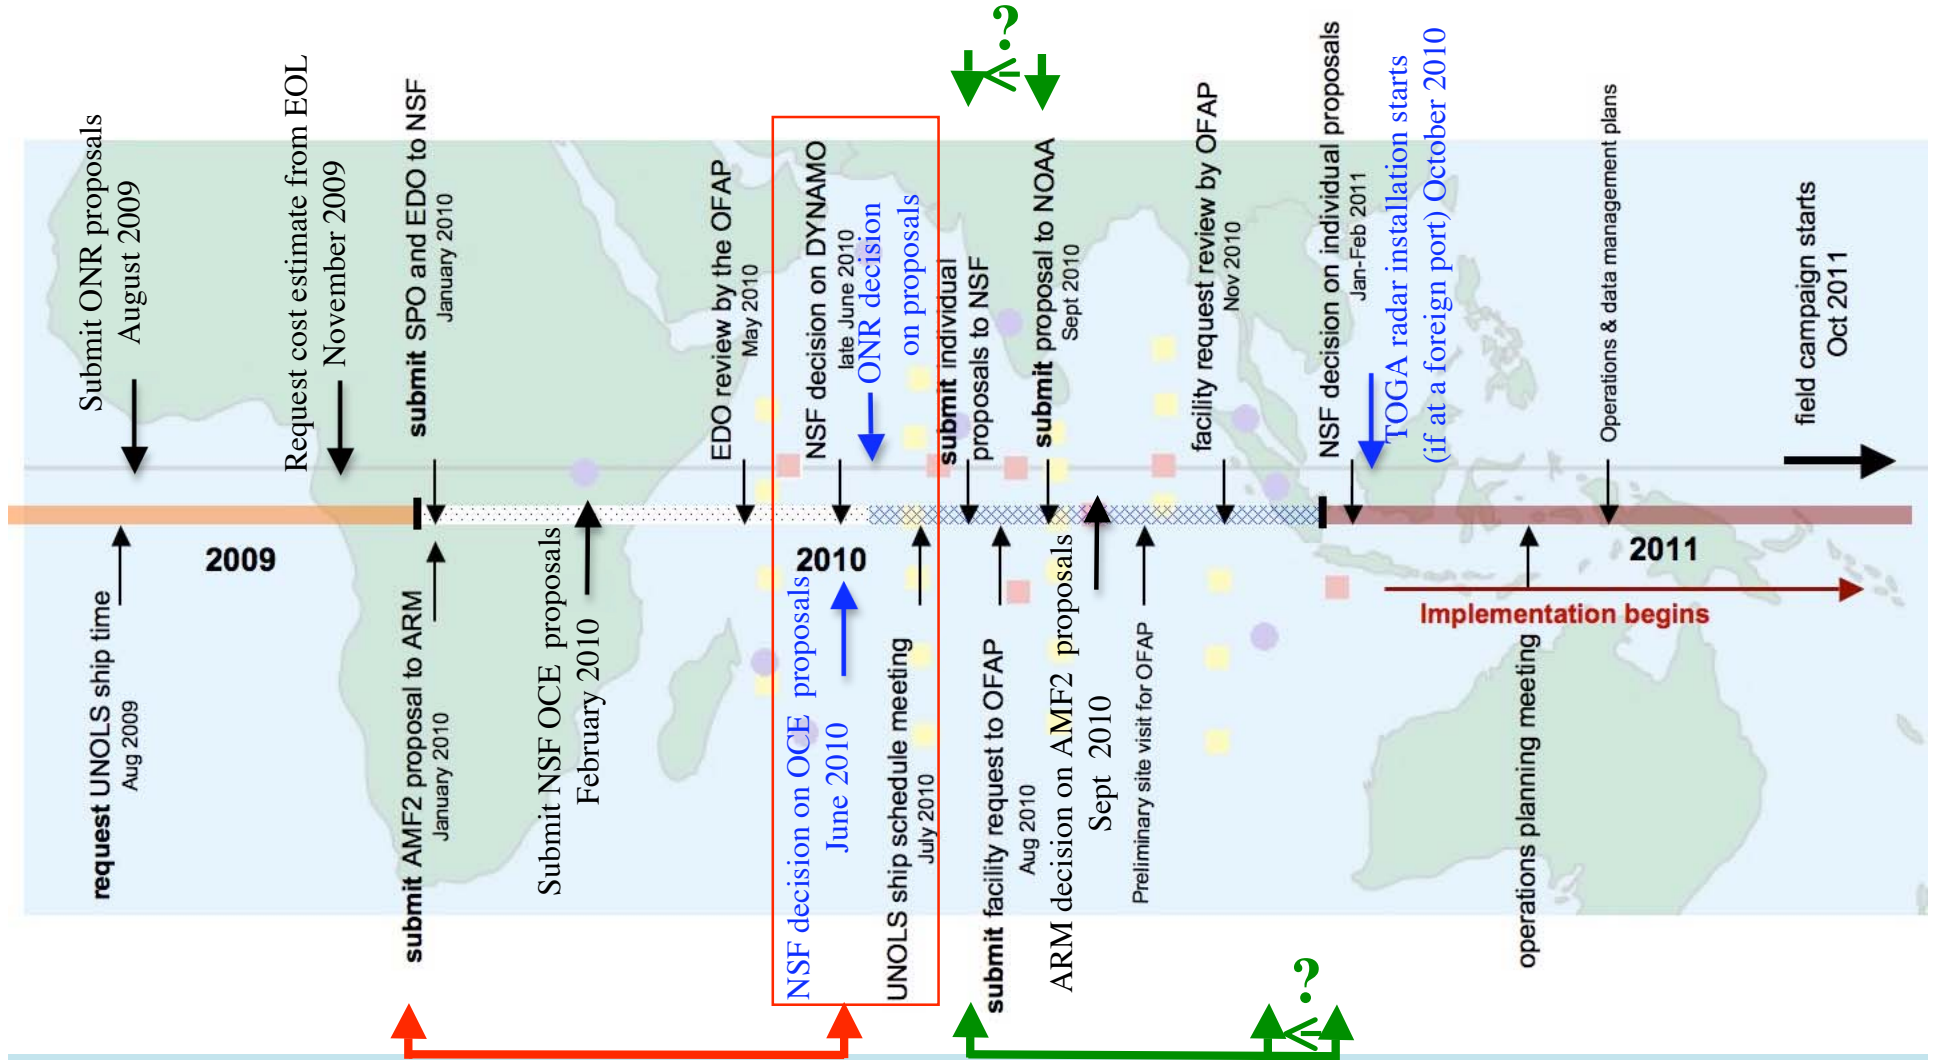 Submit ONR proposals
August 2009
Request cost estimate from EOL
November 2009
submit SPO and EDO to NSF
January 2010
EDO review by the OFAP
May 2010
NSF decision on DYNAMO
late June 2010
ONR decision
on proposals
submit individual
proposals to NSF
?
submit proposal to NOAA
Sept 2010
facility request review by OFAP
Nov 2010
NSF decision on individual proposals
Jan-Feb 2011
TOGA radar installation starts
(if at a foreign port) October 2010
Operations & data management plans
field campaign starts
Oct 2011
2009
2010
2011
Implementation begins
request UNOLS ship time
Aug 2009
submit AMF2 proposal to ARM
January 2010
Submit NSF OCE proposals
February 2010
NSF decision on OCE proposals
June 2010
UNOLS ship schedule meeting
July 2010
submit facility request to OFAP
Aug 2010
ARM decision on AMF2 proposals
Sept 2010
Preliminary site visit for OFAP
?
operations planning meeting